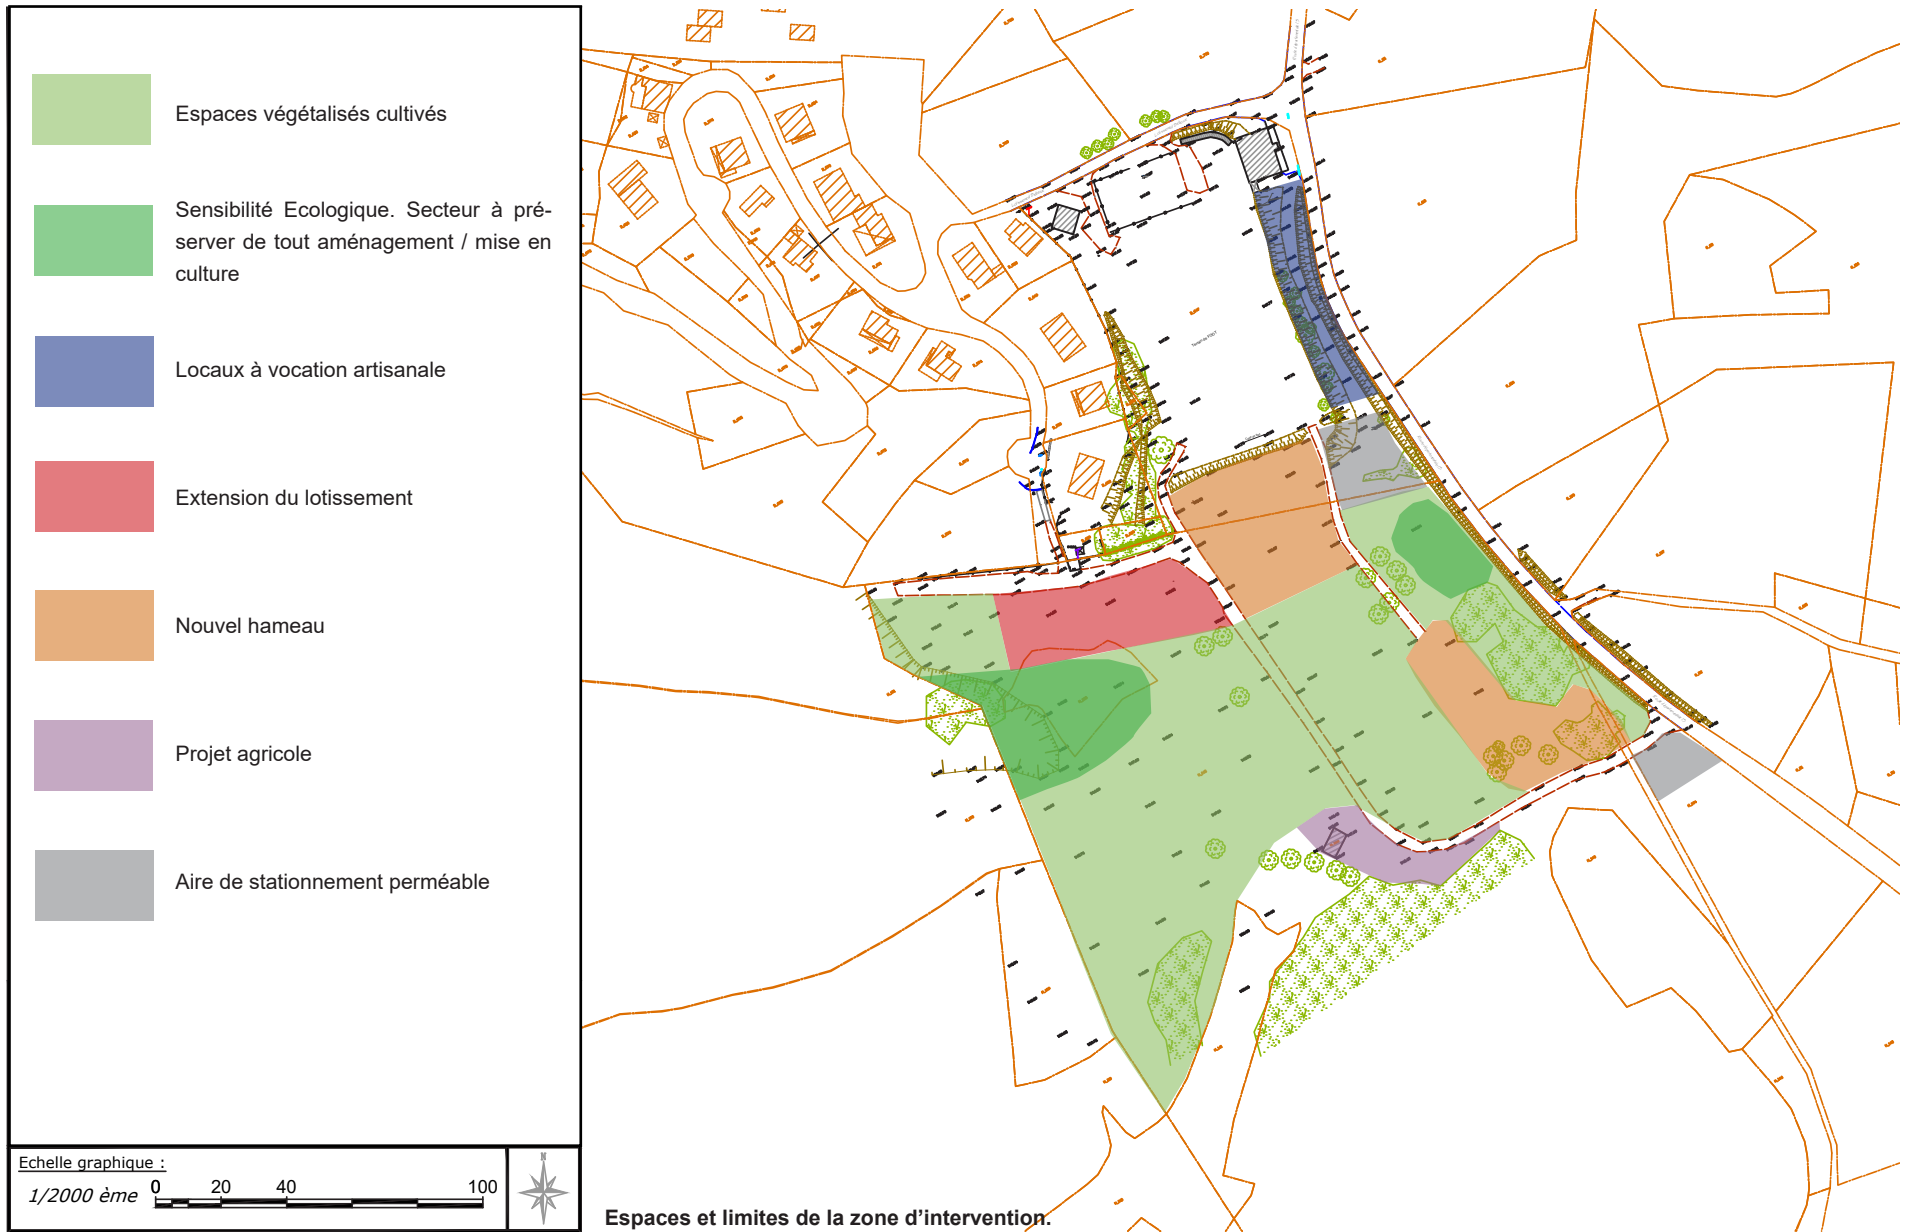 Espaces végétalisés cultivés
Sensibilité Ecologique. Secteur à pré-
server de tout aménagement / mise en
culture
Locaux à vocation artisanale
Extension du lotissement
Nouvel hameau
Projet agricole
Aire de stationnement perméable
Echelle graphique :
1/2000 ème
0 20 40 100
N
Espaces et limites de la zone d'intervention.